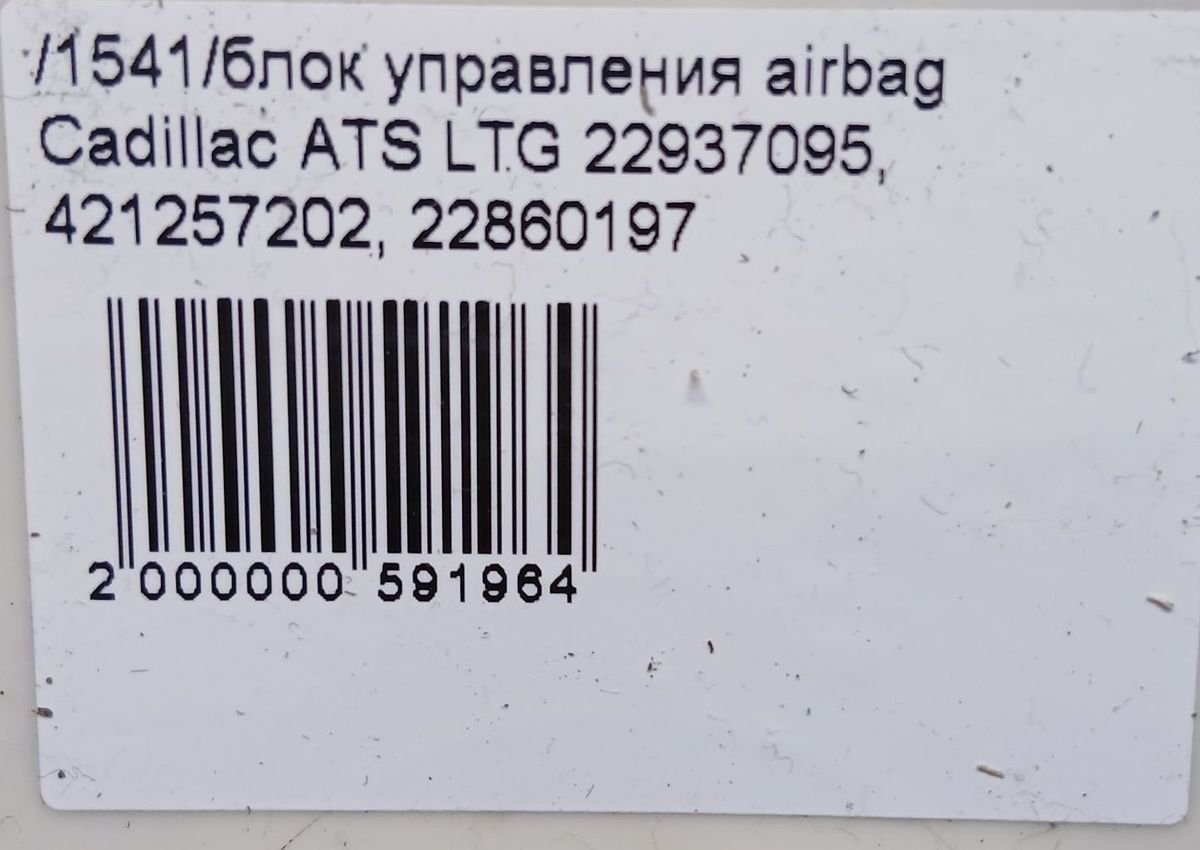 /1541/блок управления airbag
Cadillac ATS LTG 22937095,
421257202, 22860197
2 000000 591964